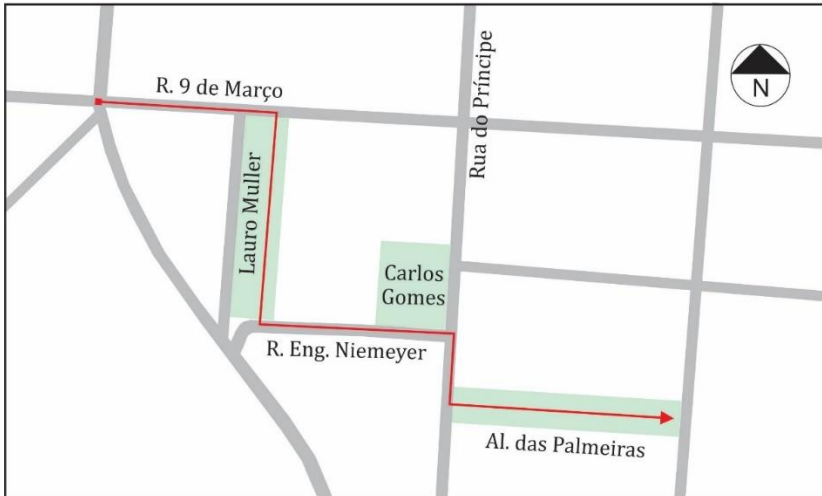 R. 9 de Março
Rua do Príncipe
N
Lauro Muller
Carlos
Gomes
R. Eng. Niemeyer
Al. das Palmeiras